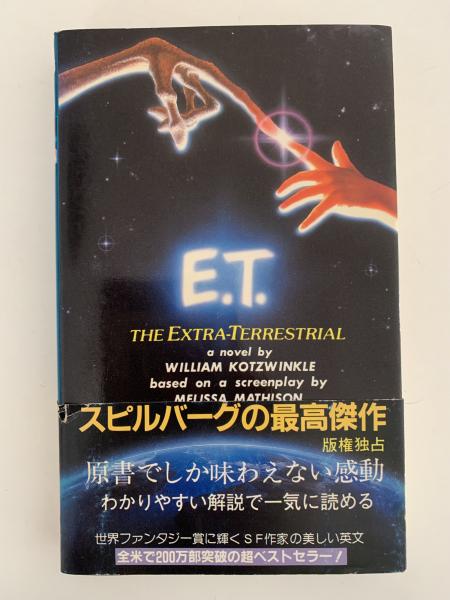 E.T.
THE EXTRA-TERRESTRIAL
a novel by
WILLIAM KOTZWINKLE
based on a screenplay by
MELISSA MATHISON
スピルバーグの最高傑作
版権独占
原書でしか味わえない感動
わかりやすい解説で一気に読める
世界ファンタジー賞に輝くSF作家の美しい英文
全米で200万部突破の超ベストセラー!